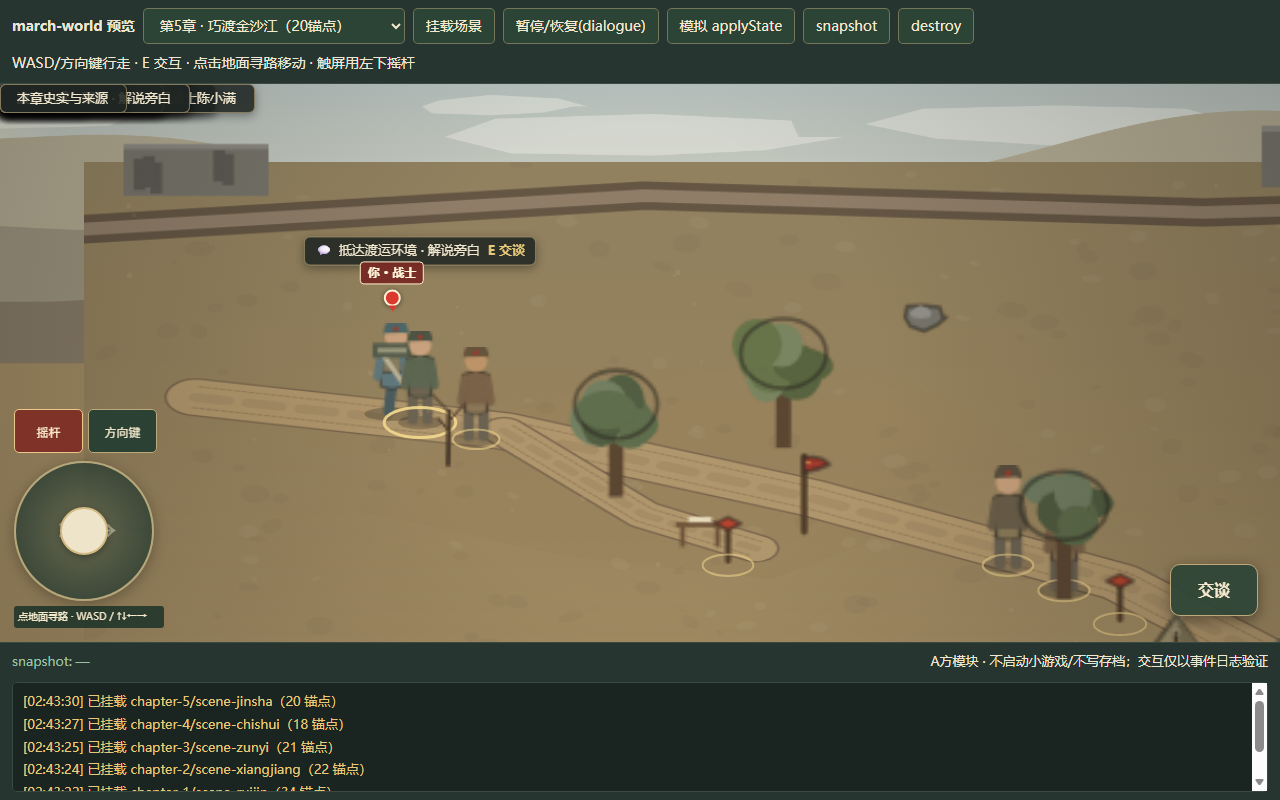 march-world 预览 第5章 · 巧渡金沙江（20锚点） 挂载场景 暂停/恢复(dialogue) 模拟 applyState snapshot destroy
WASD/方向键行走 · E 交互 · 点击地面寻路移动 · 触屏用左下摇杆
本章史实与来源 解说旁白 陈小满
抵达渡运环境 · 解说旁白 E 交谈
你·战士
摇杆 方向键
点地面寻路 · WASD / ↑↓←→
交谈
snapshot: — A方模块 · 不启动小游戏/不写存档；交互仅以事件日志验证
[02:43:30] 已挂载 chapter-5/scene-jinsha（20 锚点）
[02:43:27] 已挂载 chapter-4/scene-chishui（18 锚点）
[02:43:25] 已挂载 chapter-3/scene-zunyi（21 锚点）
[02:43:24] 已挂载 chapter-2/scene-xiangjiang（22 锚点）